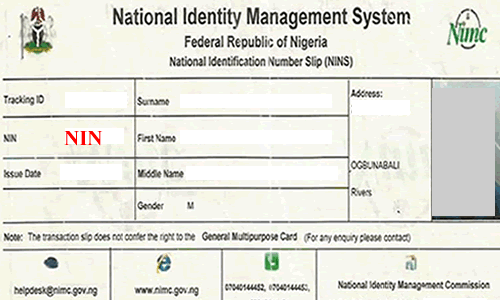 National Identity Management System
Federal Republic of Nigeria
National Identification Number Slip (NINS)
Nimc
Tracking ID
Surname
Address:
NIN
NIN
First Name
Issue Date
Middle Name
OGBUNABALI
Rivers
Gender M
Note: The transaction slip does not confer the right to the General Multipurpose Card (For any enquiry please contact)
helpdesk@nimc.gov.ng
www.nimc.gov.ng
07040144452, 07040144452,
National Identity Management Commission